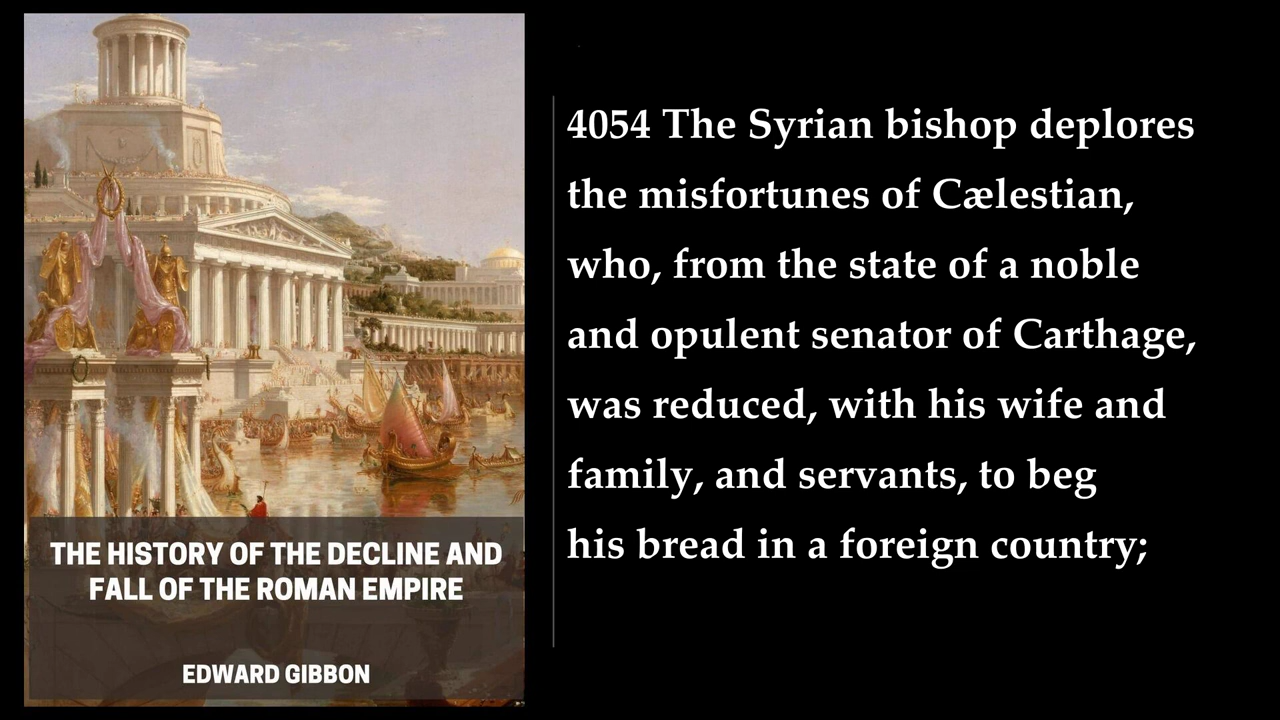 THE HISTORY OF THE DECLINE AND
FALL OF THE ROMAN EMPIRE
EDWARD GIBBON
4054 The Syrian bishop deplores
the misfortunes of Cælestian,
who, from the state of a noble
and opulent senator of Carthage,
was reduced, with his wife and
family, and servants, to beg
his bread in a foreign country;